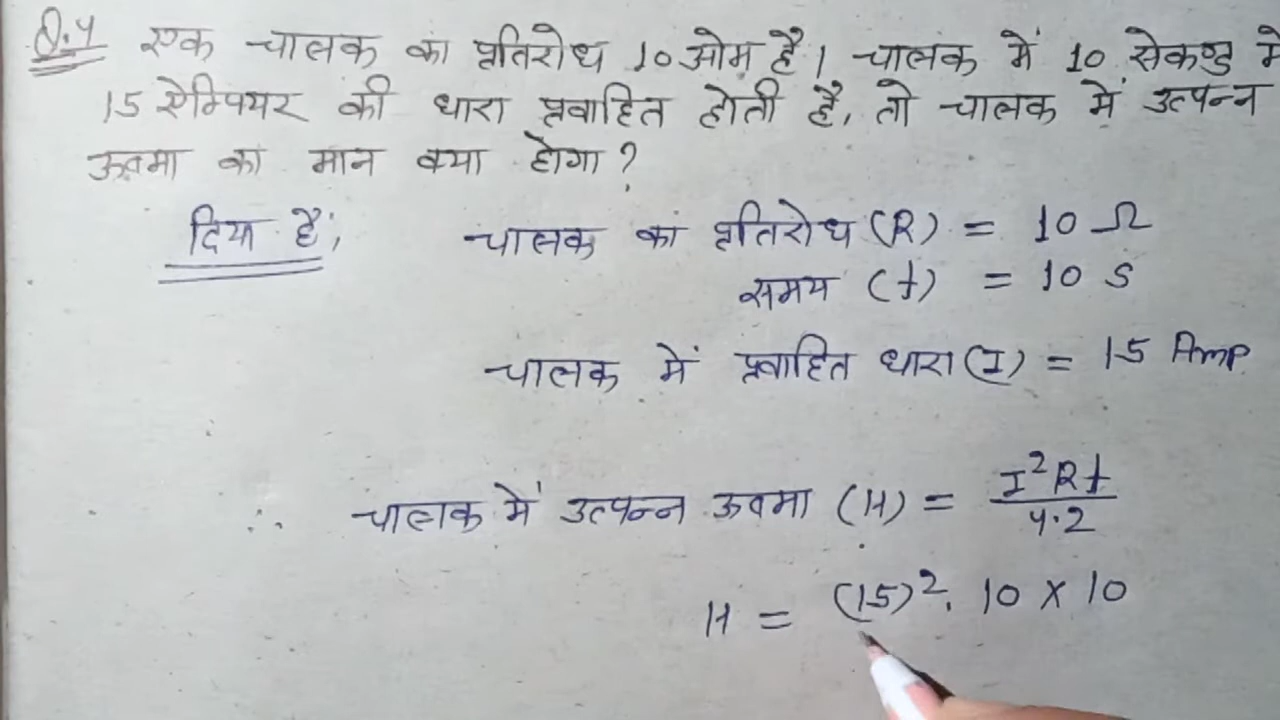 Q.4 एक चालक का प्रतिरोध 10 ओम है। चालक में 10 सेकण्ड मे
15 ऐम्पियर की धारा प्रवाहित होती है, तो चालक में उत्पन्न
ऊष्मा का मान क्या होगा?
दिया है, चालक का प्रतिरोध (R) = 10 Ω
समय (t) = 10 S
चालक में प्रवाहित धारा (I) = 15 Amp
∴ चालक में उत्पन्न ऊष्मा (H) = I²Rt / 4.2
H = (15)². 10 × 10